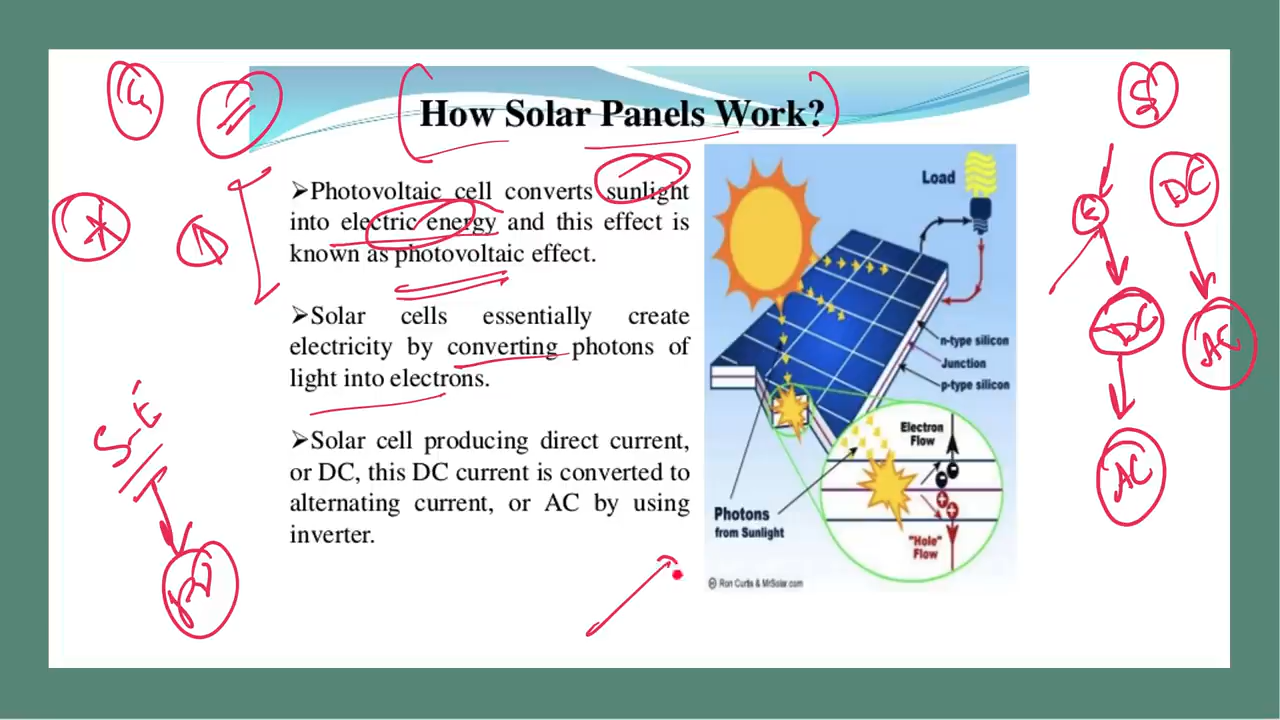 How Solar Panels Work?
➢Photovoltaic cell converts sunlight
into electric energy and this effect is
known as photovoltaic effect.
➢Solar cells essentially create
electricity by converting photons of
light into electrons.
➢Solar cell producing direct current,
or DC, this DC current is converted to
alternating current, or AC by using
inverter.
Load
n-type silicon
Junction
p-type silicon
Electron
Flow
Photons
from Sunlight
"Hole"
Flow
© Ron Curtis & MrSolar.com
DC
DC
AC
AC